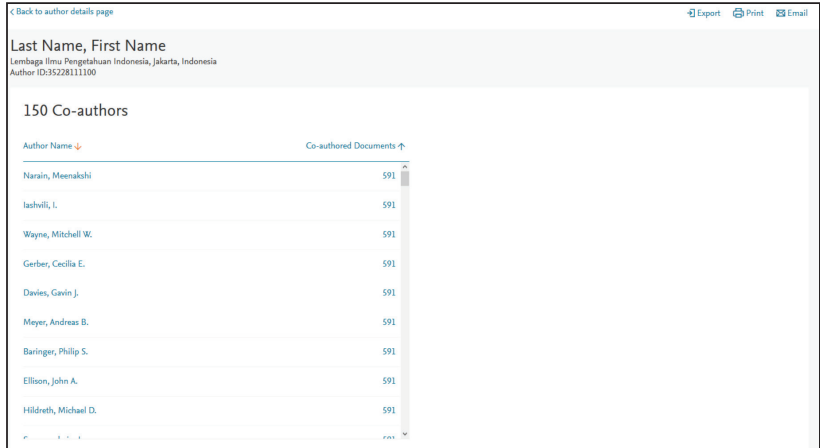 < Back to author details page
Export Print Email
Last Name, First Name
Lembaga Ilmu Pengetahuan Indonesia, Jakarta, Indonesia
Author ID:35228111100
150 Co-authors
Author Name ↓ Co-authored Documents ↑
Narain, Meenakshi 591
Iashvili, I. 591
Wayne, Mitchell W. 591
Gerber, Cecilia E. 591
Davies, Gavin J. 591
Meyer, Andreas B. 591
Baringer, Philip S. 591
Ellison, John A. 591
Hildreth, Michael D. 591